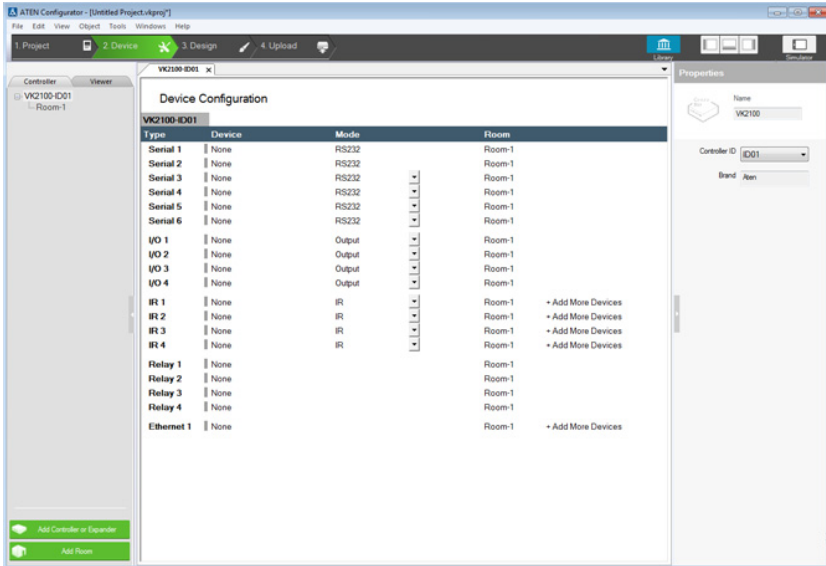 ATEN Configurator - [Untitled Project.vkproj*]
File Edit View Object Tools Windows Help
1. Project 2. Device 3. Design 4. Upload Library Simulator
Controller Viewer
VK2100-ID01
Room-1
VK2100-ID01 x
Device Configuration
VK2100-ID01
Type Device Mode Room
Serial 1 None RS232 Room-1
Serial 2 None RS232 Room-1
Serial 3 None RS232 Room-1
Serial 4 None RS232 Room-1
Serial 5 None RS232 Room-1
Serial 6 None RS232 Room-1
I/O 1 None Output Room-1
I/O 2 None Output Room-1
I/O 3 None Output Room-1
I/O 4 None Output Room-1
IR 1 None IR Room-1 + Add More Devices
IR 2 None IR Room-1 + Add More Devices
IR 3 None IR Room-1 + Add More Devices
IR 4 None IR Room-1 + Add More Devices
Relay 1 None Room-1
Relay 2 None Room-1
Relay 3 None Room-1
Relay 4 None Room-1
Ethernet 1 None Room-1 + Add More Devices
Properties
Name
VK2100
Controller ID ID01
Brand Aten
Add Controller or Expander
Add Room